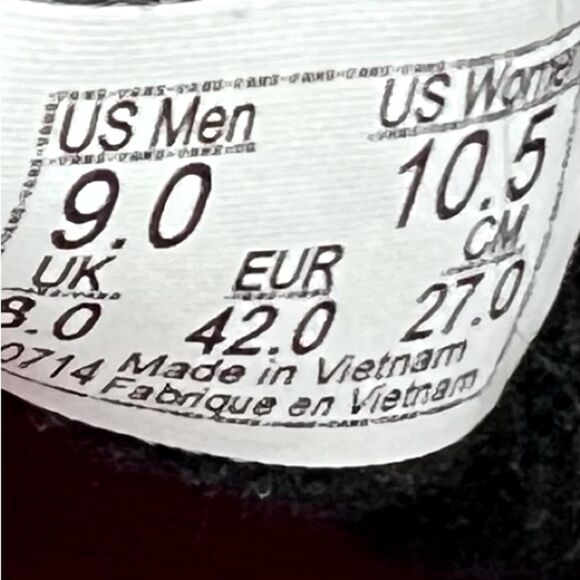 US Men US Women
9.0 10.5
UK EUR CM
8.0 42.0 27.0
0714 Made in Vietnam
Fabrique en Vietnam